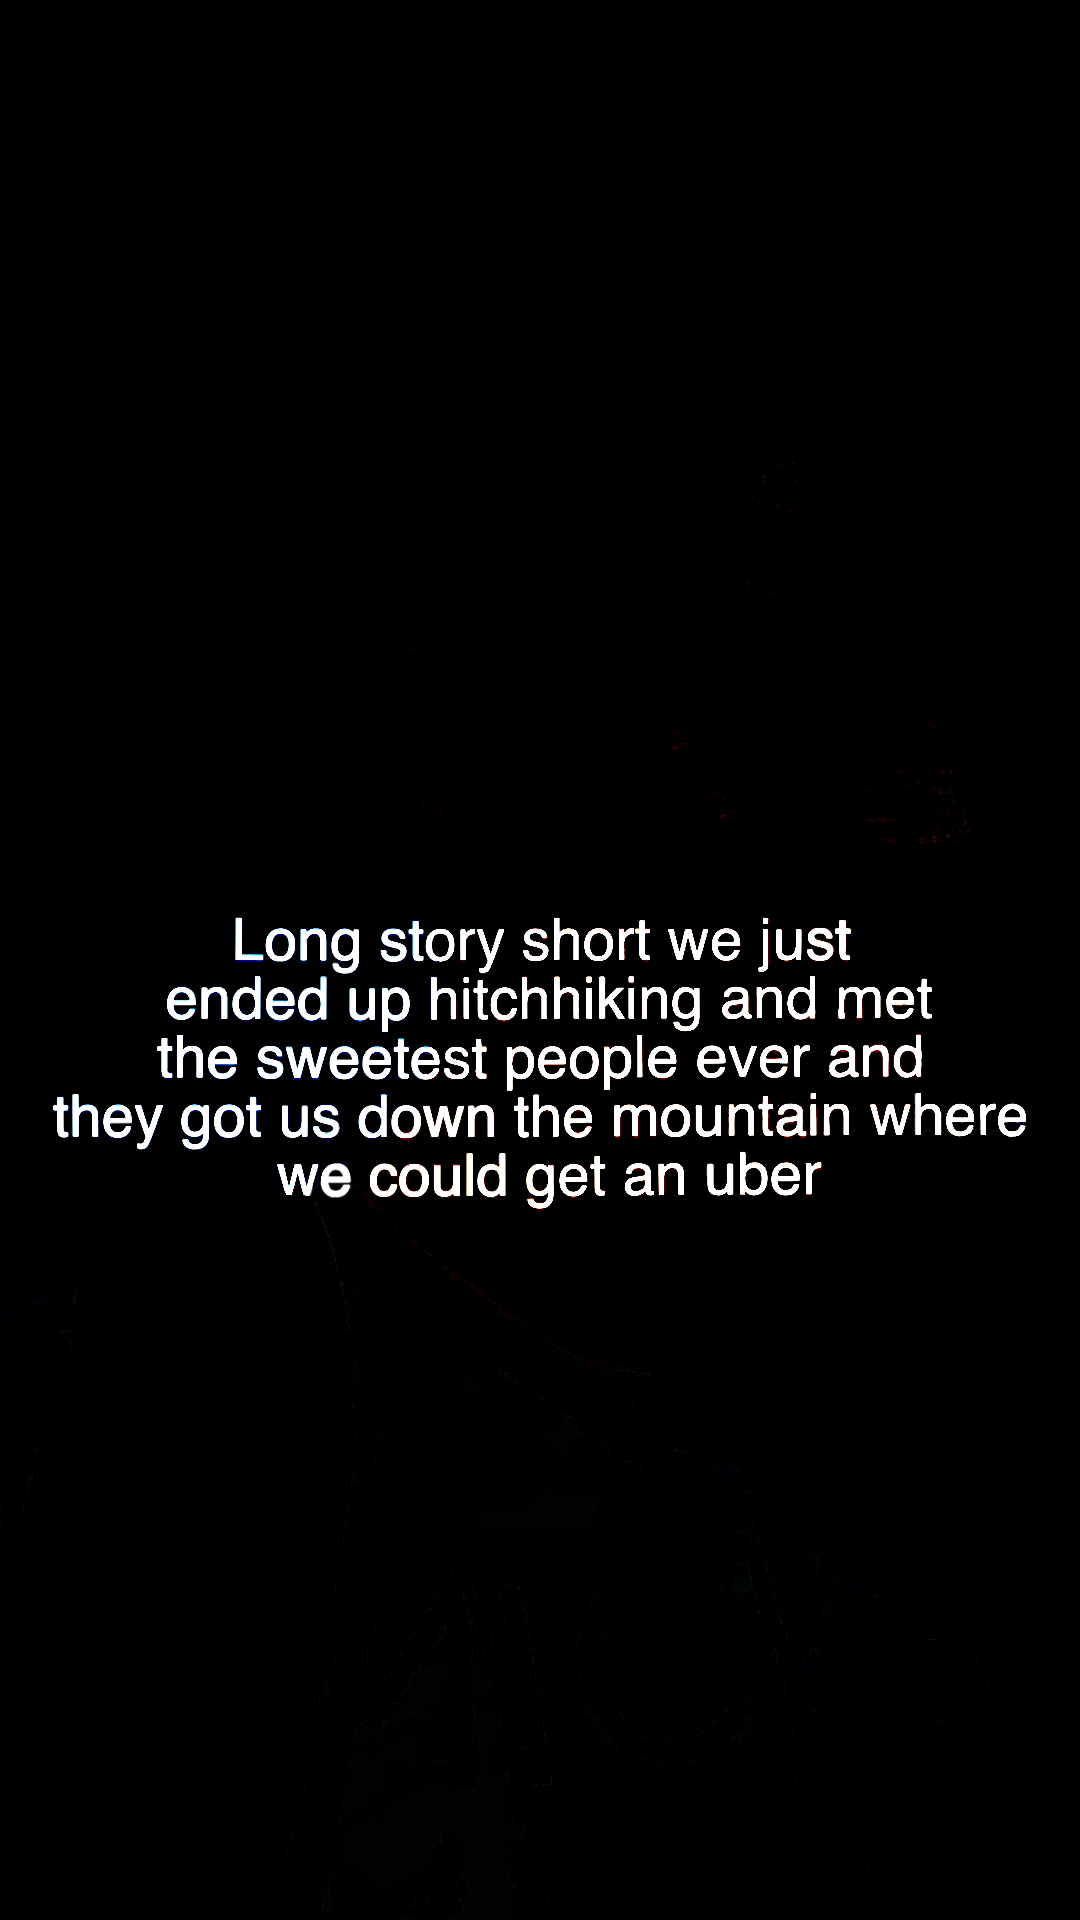 Long story short we just
ended up hitchhiking and met
the sweetest people ever and
they got us down the mountain where
we could get an uber